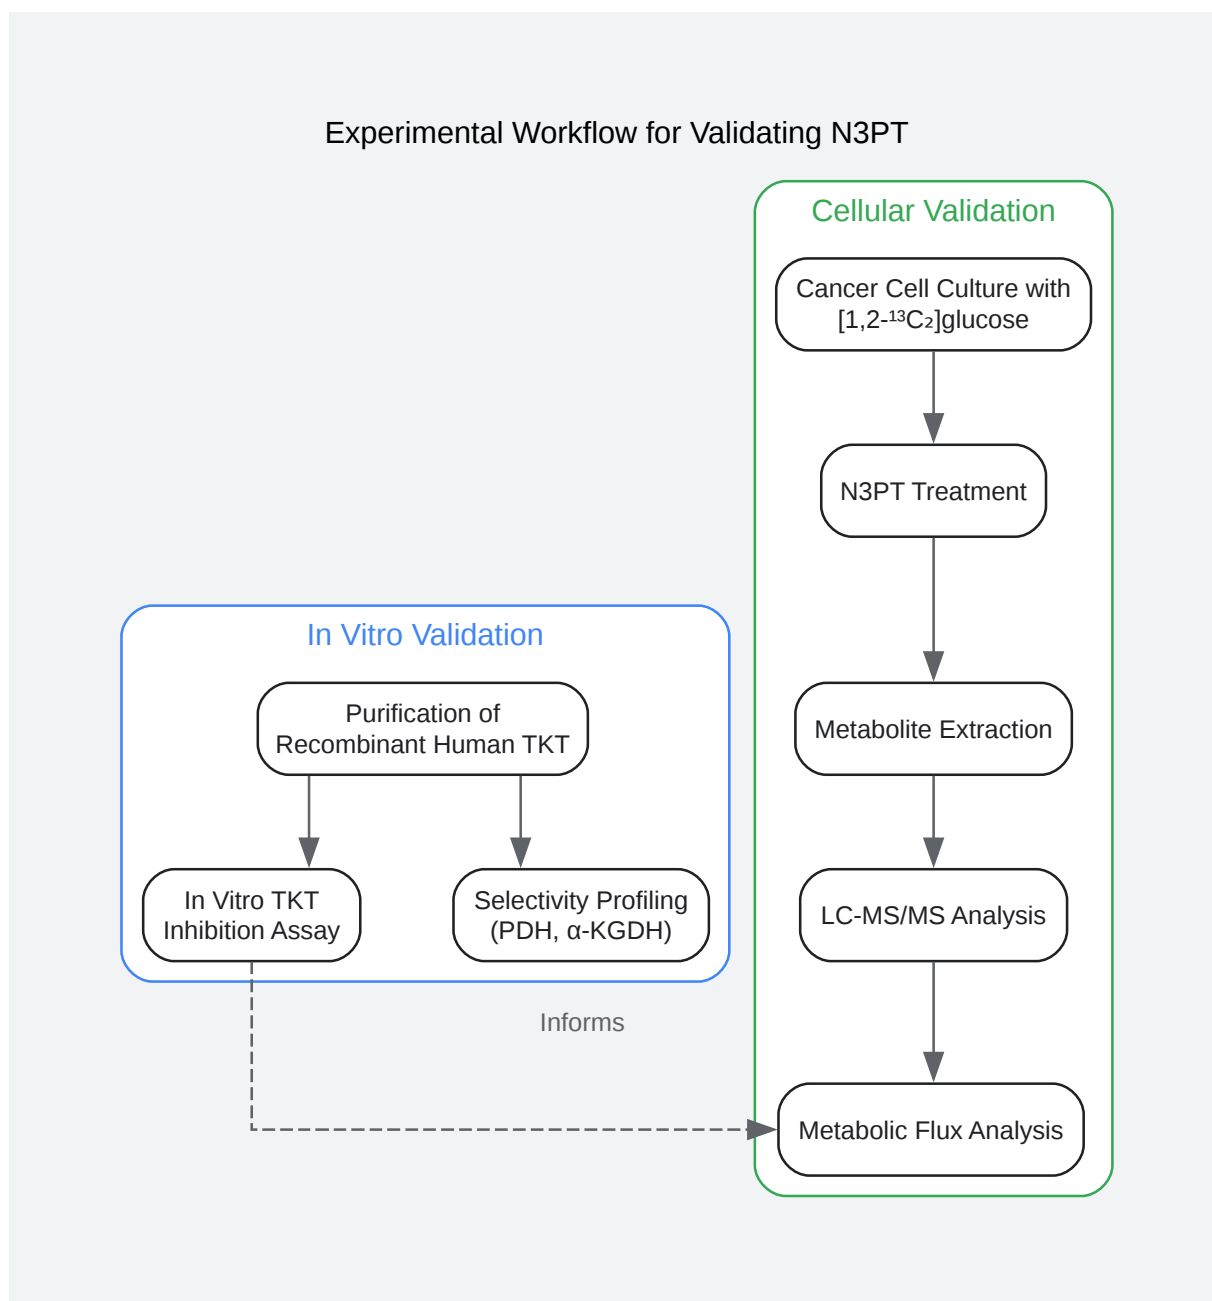 Experimental Workflow for Validating N3PT
Cellular Validation
Cancer Cell Culture with
[1,2-¹³C₂]glucose
N3PT Treatment
In Vitro Validation
Purification of
Recombinant Human TKT
Metabolite Extraction
In Vitro TKT
Inhibition Assay
Selectivity Profiling
(PDH, α-KGDH)
LC-MS/MS Analysis
Informs
Metabolic Flux Analysis